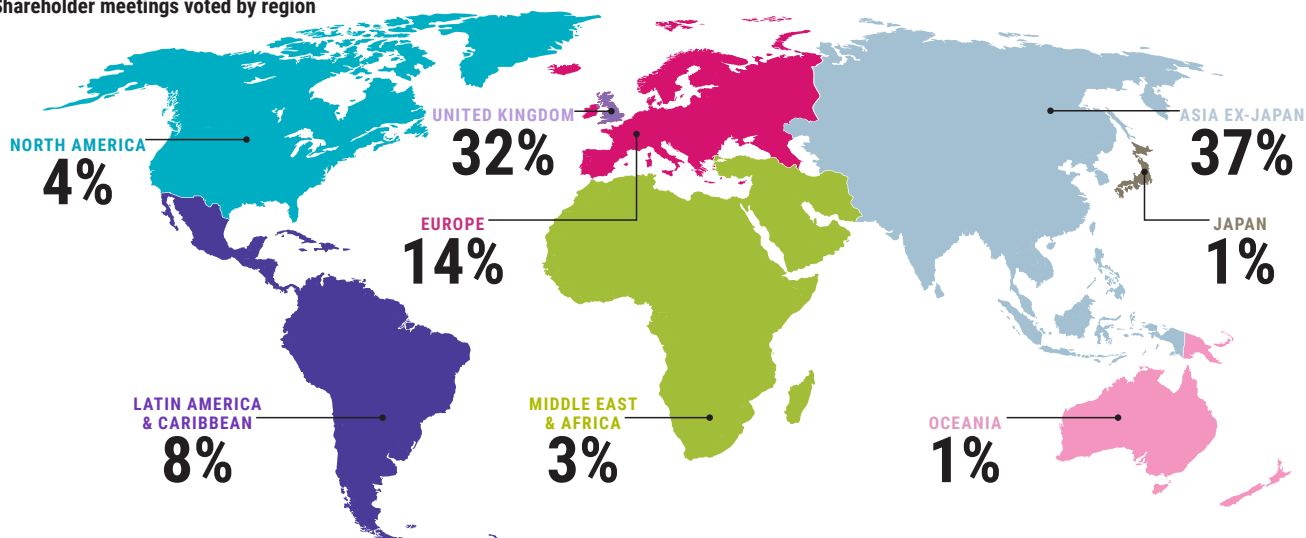 Shareholder meetings voted by region
UNITED KINGDOM
32%
ASIA EX-JAPAN
37%
NORTH AMERICA
4%
EUROPE
14%
JAPAN
1%
LATIN AMERICA
& CARIBBEAN
8%
MIDDLE EAST
& AFRICA
3%
OCEANIA
1%